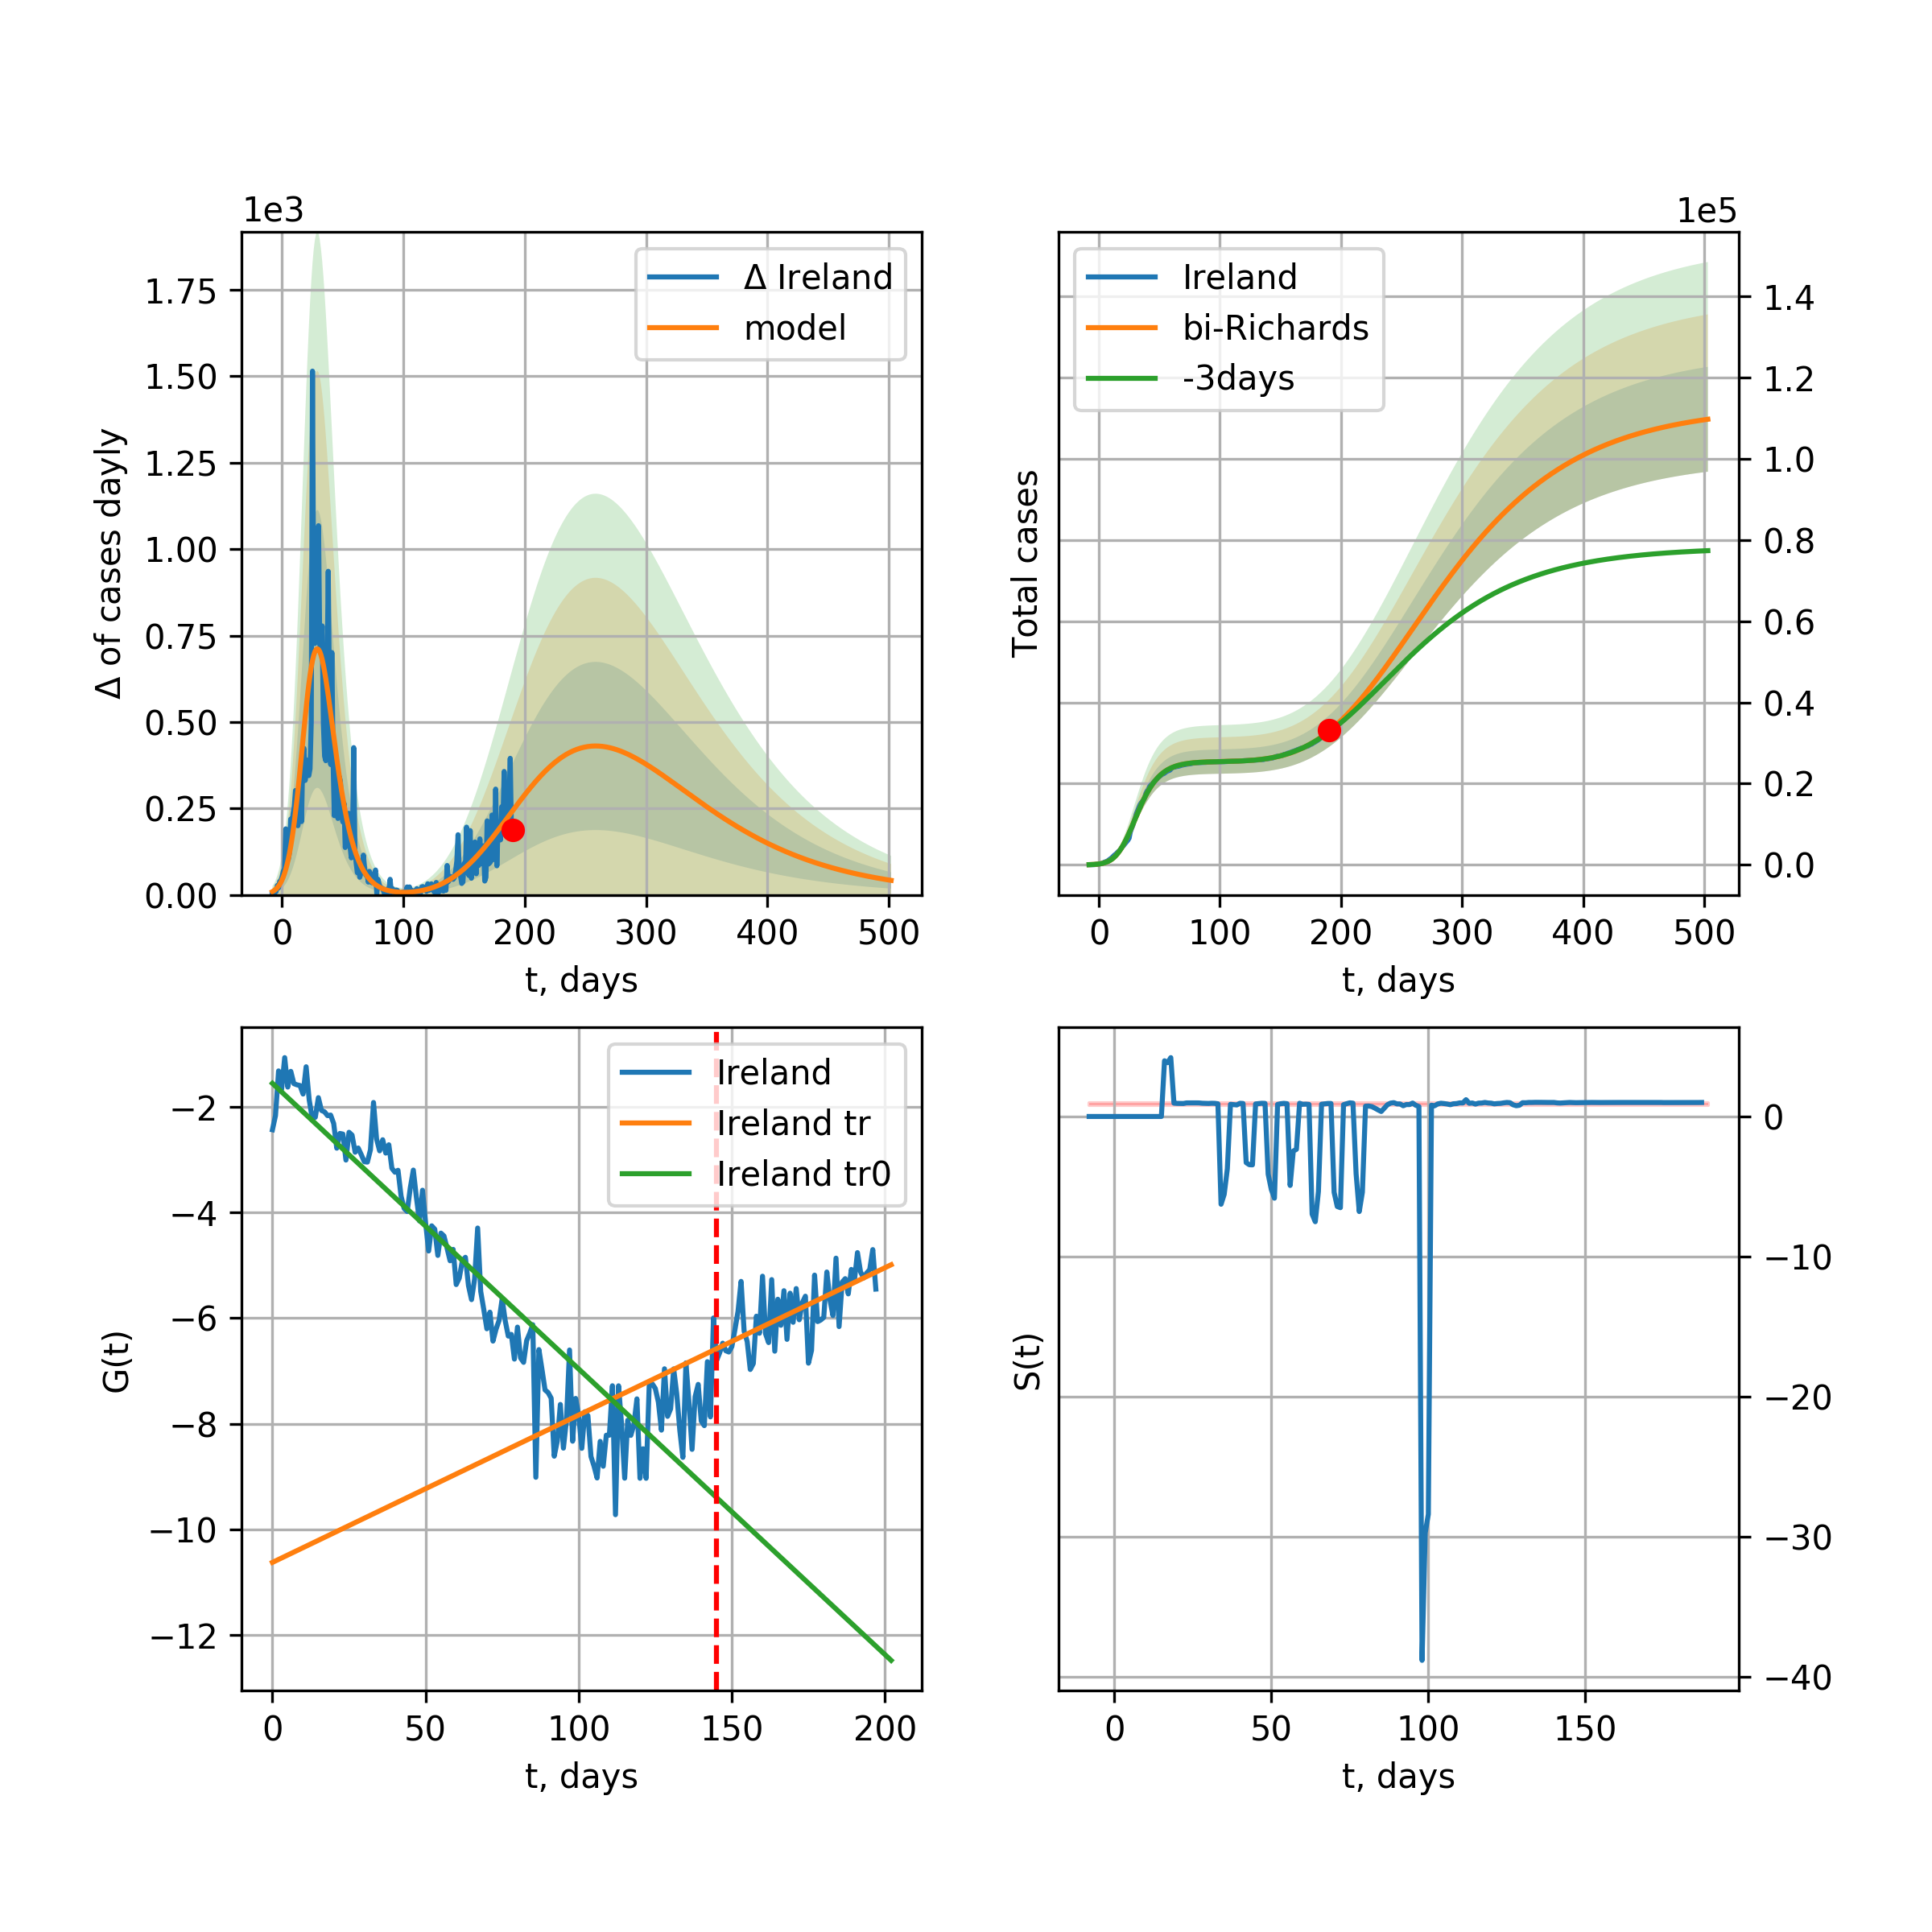 1e3
Δ of cases dayly
1.75
1.50
1.25
1.00
0.75
0.50
0.25
0.00
Δ Ireland
model
0 100 200 300 400 500
t, days
1e5
Total cases
Ireland
bi-Richards
-3days
1.4
1.2
1.0
0.8
0.6
0.4
0.2
0.0
0 100 200 300 400 500
t, days
G(t)
−2
−4
−6
−8
−10
−12
Ireland
Ireland tr
Ireland tr0
0 50 100 150 200
t, days
S(t)
0
−10
−20
−30
−40
0 50 100 150
t, days